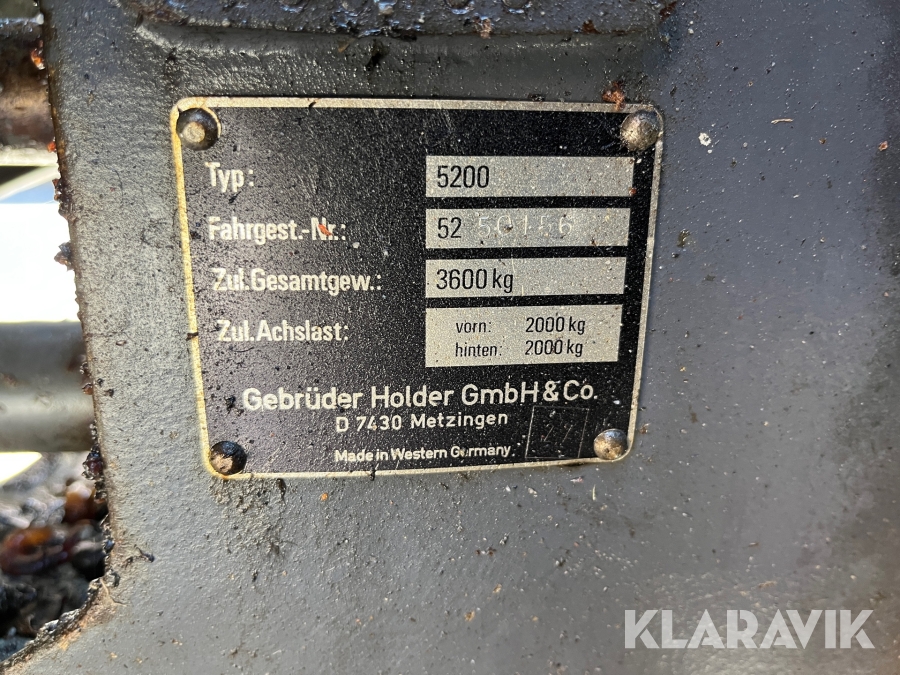 Typ: 5200
Fahrgest.-Nr.: 52 50156
Zul.Gesamtgew.: 3600 kg
Zul.Achslast: vorn: 2000 kg
hinten: 2000 kg
Gebrüder Holder GmbH & Co.
D 7430 Metzingen
Made in Western Germany
KLARAVIK